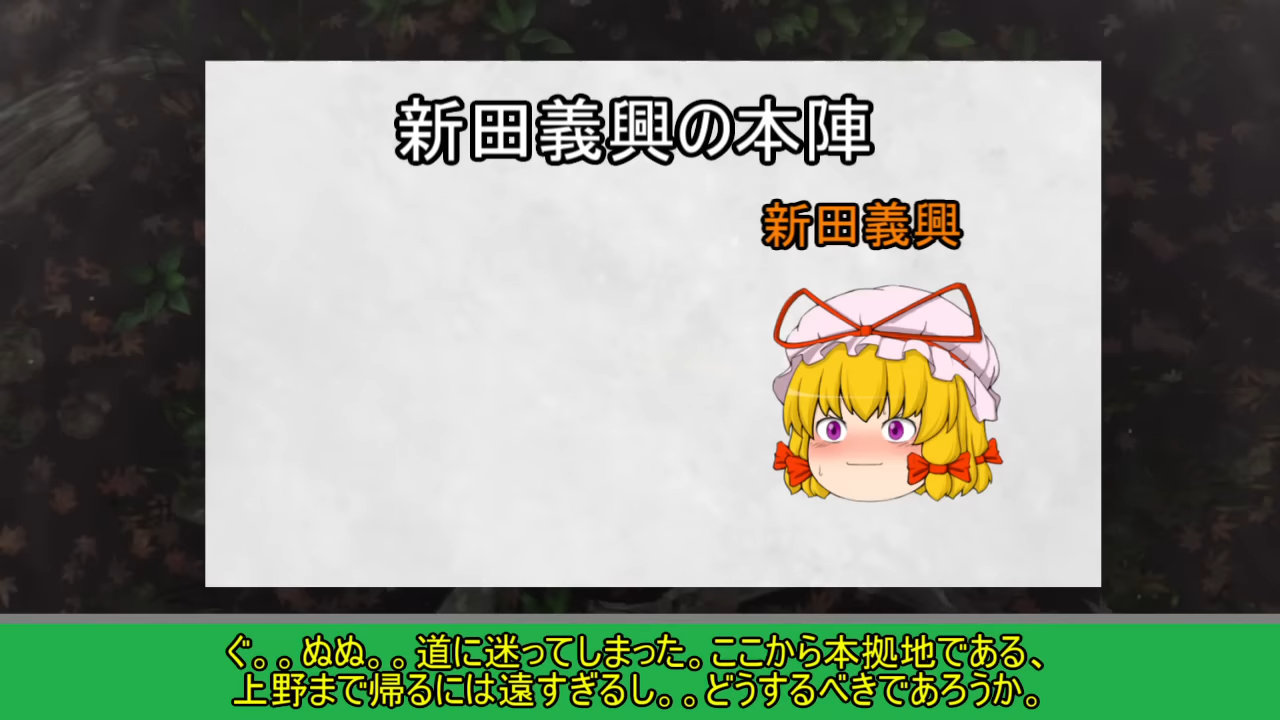 新田義興の本陣
新田義興
ぐ。。ぬぬ。。道に迷ってしまった。ここから本拠地である、
上野まで帰るには遠すぎるし。。どうするべきであろうか。